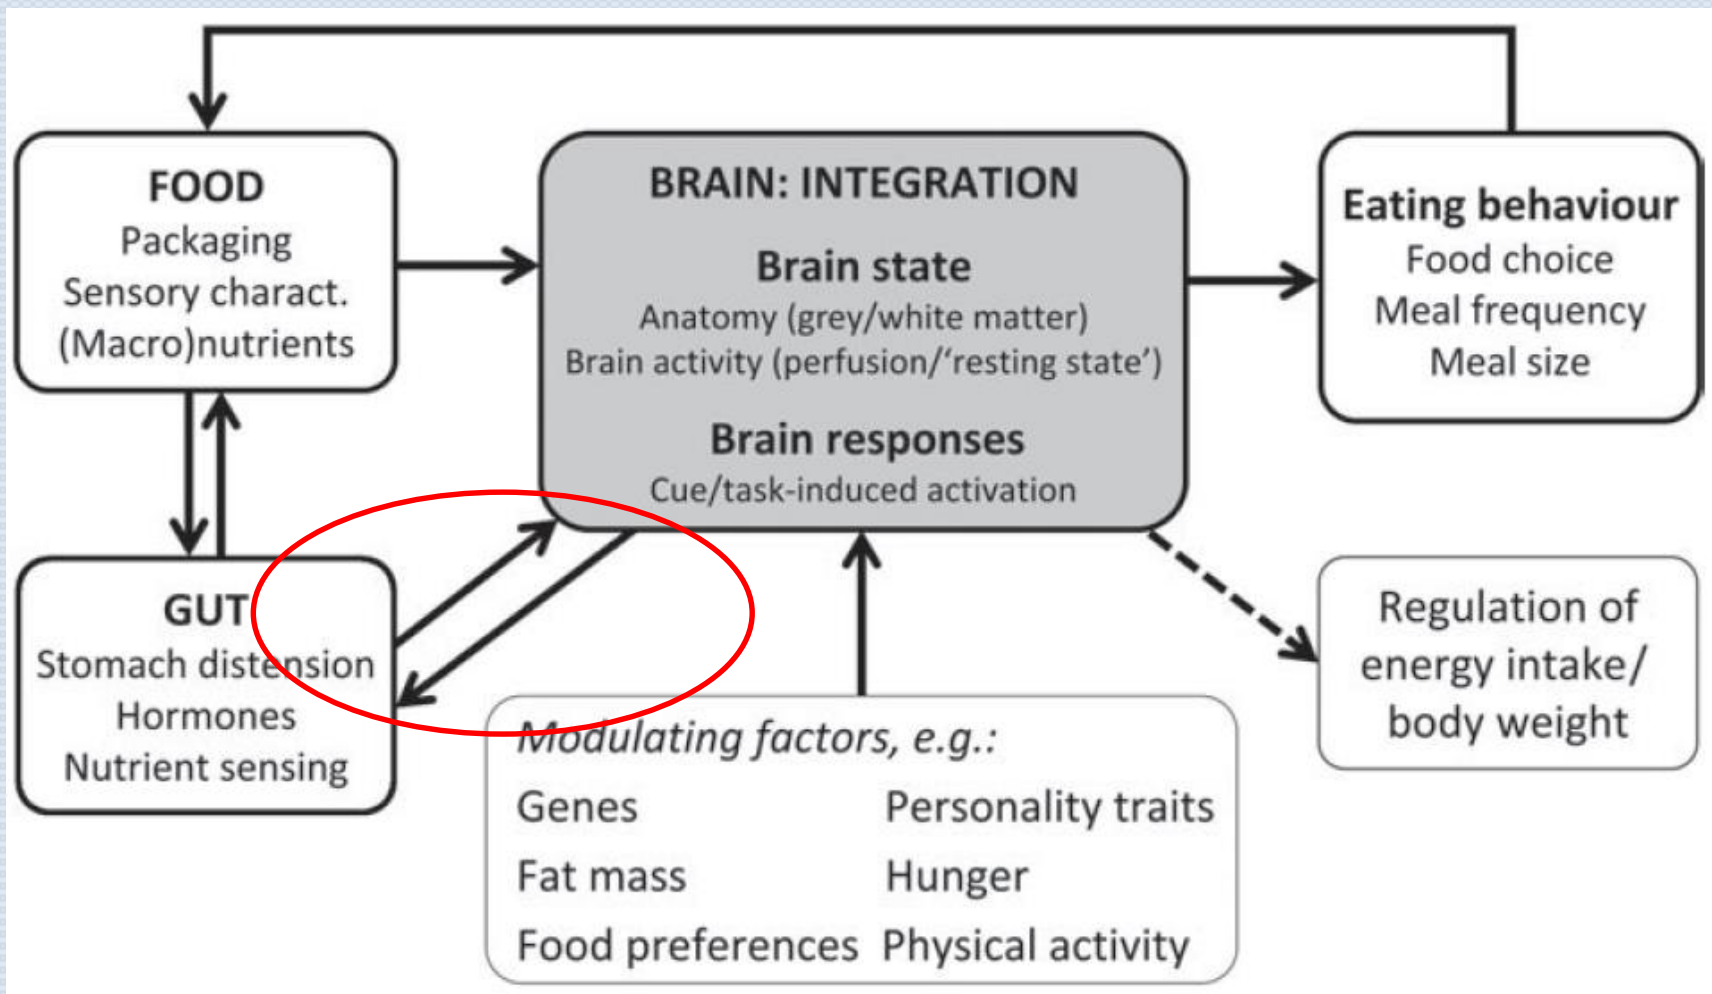 FOOD
Packaging
Sensory charact.
(Macro)nutrients
BRAIN: INTEGRATION
Brain state
Anatomy (grey/white matter)
Brain activity (perfusion/‘resting state’)
Brain responses
Cue/task-induced activation
Eating behaviour
Food choice
Meal frequency
Meal size
GUT
Stomach distension
Hormones
Nutrient sensing
Modulating factors, e.g.:
Genes Personality traits
Fat mass Hunger
Food preferences Physical activity
Regulation of
energy intake/
body weight